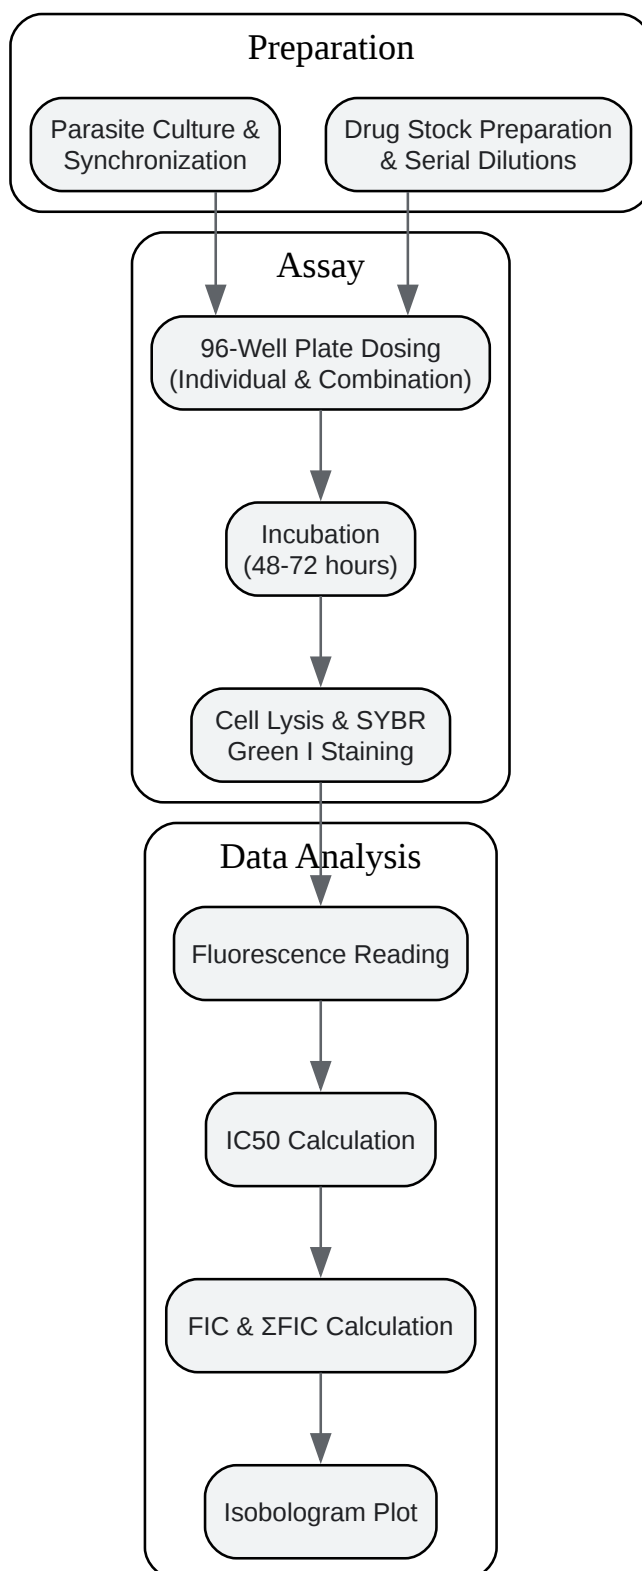 Preparation
Parasite Culture &
Synchronization
Drug Stock Preparation
& Serial Dilutions
Assay
96-Well Plate Dosing
(Individual & Combination)
Incubation
(48-72 hours)
Cell Lysis & SYBR
Green I Staining
Data Analysis
Fluorescence Reading
IC50 Calculation
FIC & ΣFIC Calculation
Isobologram Plot